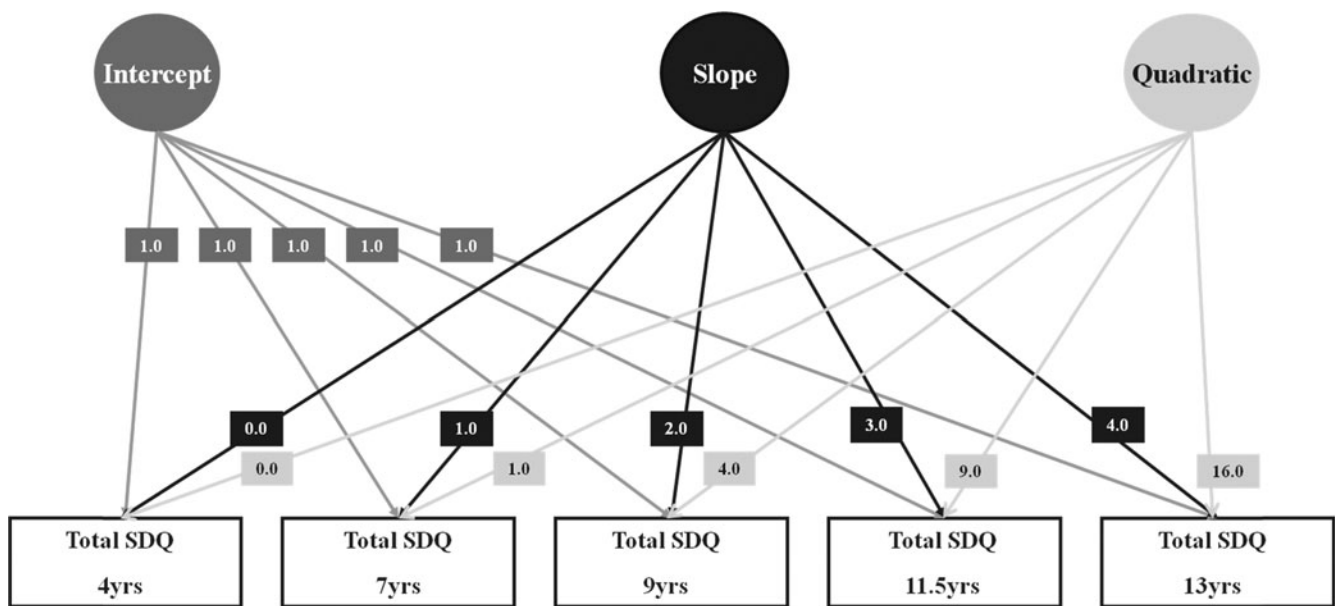 Intercept
Slope
Quadratic
1.0
1.0
1.0
1.0
1.0
0.0
1.0
2.0
3.0
4.0
0.0
1.0
4.0
9.0
16.0
Total SDQ
4yrs
Total SDQ
7yrs
Total SDQ
9yrs
Total SDQ
11.5yrs
Total SDQ
13yrs